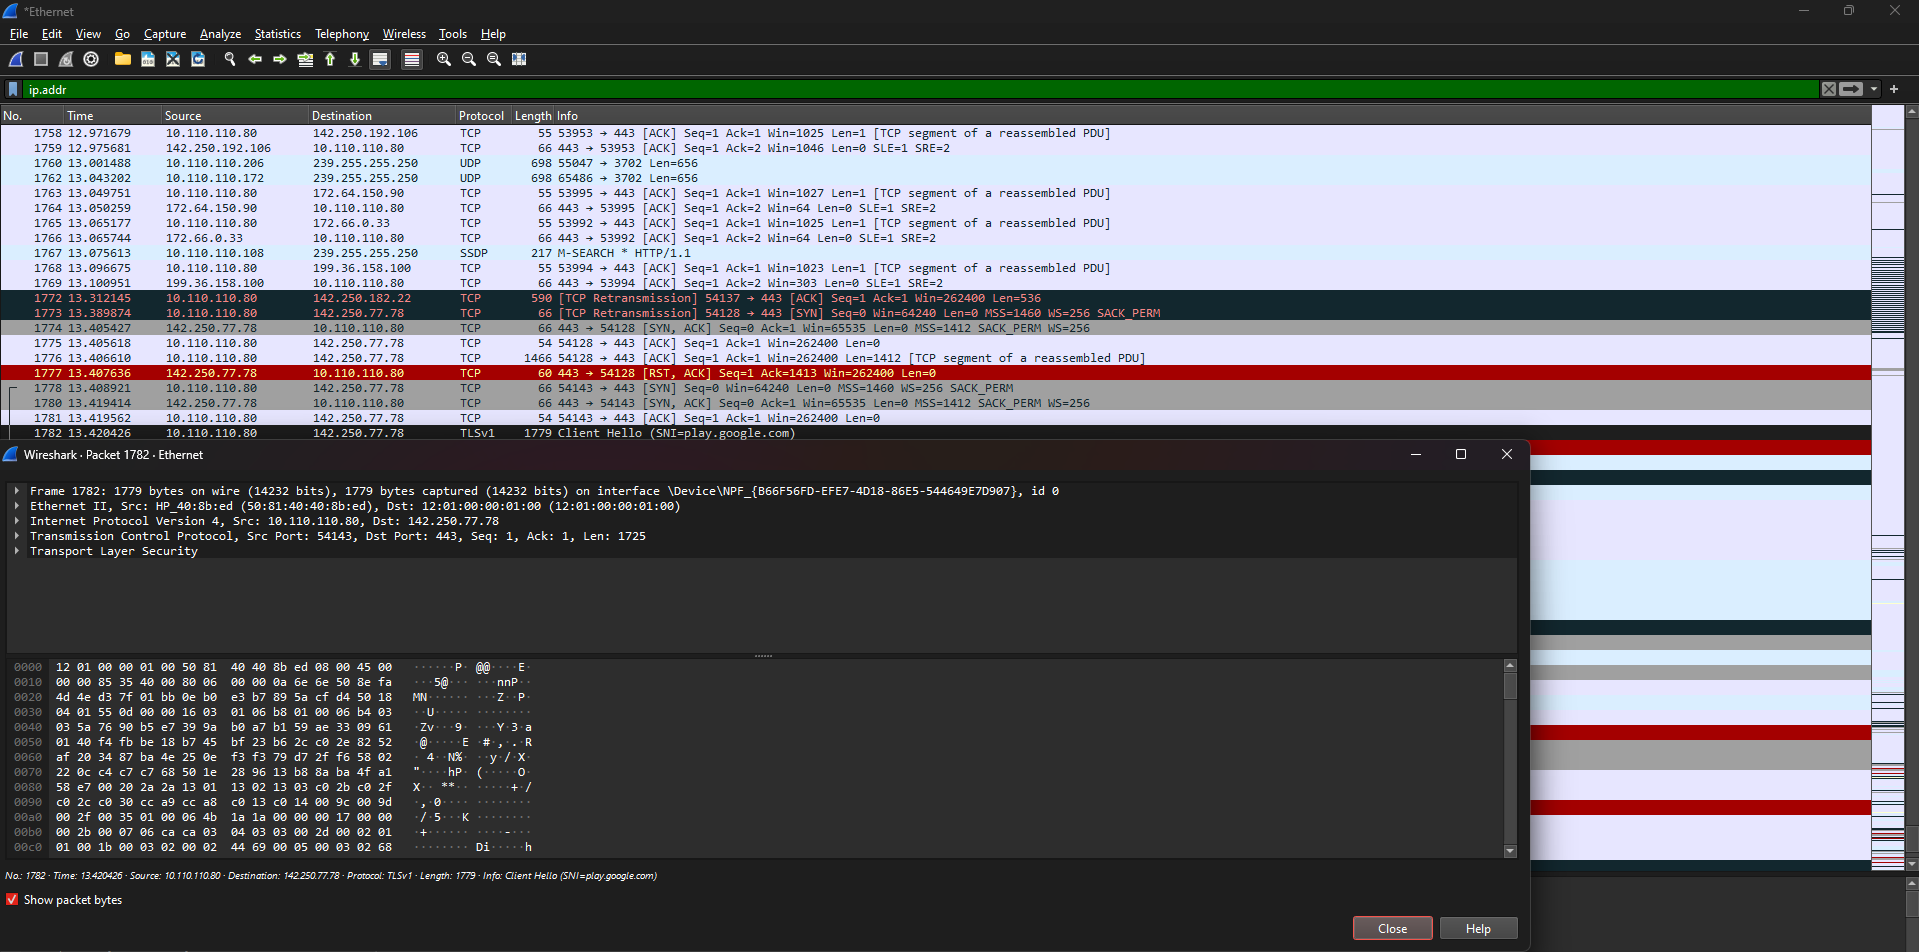 *Ethernet
File Edit View Go Capture Analyze Statistics Telephony Wireless Tools Help
ip.addr
No. Time Source Destination Protocol Length Info
1758 12.971679 10.110.110.80 142.250.192.106 TCP 55 53953 → 443 [ACK] Seq=1 Ack=1 Win=1025 Len=1 [TCP segment of a reassembled PDU]
1759 12.975681 142.250.192.106 10.110.110.80 TCP 66 443 → 53953 [ACK] Seq=1 Ack=2 Win=1046 Len=0 SLE=1 SRE=2
1760 13.001488 10.110.110.206 239.255.255.250 UDP 698 55047 → 3702 Len=656
1762 13.043202 10.110.110.172 239.255.255.250 UDP 698 65486 → 3702 Len=656
1763 13.049751 10.110.110.80 172.64.150.90 TCP 55 53995 → 443 [ACK] Seq=1 Ack=1 Win=1027 Len=1 [TCP segment of a reassembled PDU]
1764 13.050259 172.64.150.90 10.110.110.80 TCP 66 443 → 53995 [ACK] Seq=1 Ack=2 Win=64 Len=0 SLE=1 SRE=2
1765 13.065177 10.110.110.80 172.66.0.33 TCP 55 53992 → 443 [ACK] Seq=1 Ack=1 Win=1025 Len=1 [TCP segment of a reassembled PDU]
1766 13.065744 172.66.0.33 10.110.110.80 TCP 66 443 → 53992 [ACK] Seq=1 Ack=2 Win=64 Len=0 SLE=1 SRE=2
1767 13.075613 10.110.110.108 239.255.255.250 SSDP 217 M-SEARCH * HTTP/1.1
1768 13.096675 10.110.110.80 199.36.158.100 TCP 55 53994 → 443 [ACK] Seq=1 Ack=1 Win=1023 Len=1 [TCP segment of a reassembled PDU]
1769 13.100951 199.36.158.100 10.110.110.80 TCP 66 443 → 53994 [ACK] Seq=1 Ack=2 Win=303 Len=0 SLE=1 SRE=2
1772 13.312145 10.110.110.80 142.250.182.22 TCP 590 [TCP Retransmission] 54137 → 443 [ACK] Seq=1 Ack=1 Win=262400 Len=536
1773 13.389874 10.110.110.80 142.250.77.78 TCP 66 [TCP Retransmission] 54128 → 443 [SYN] Seq=0 Win=64240 Len=0 MSS=1460 WS=256 SACK_PERM
1774 13.405427 142.250.77.78 10.110.110.80 TCP 66 443 → 54128 [SYN, ACK] Seq=0 Ack=1 Win=65535 Len=0 MSS=1412 SACK_PERM WS=256
1775 13.405618 10.110.110.80 142.250.77.78 TCP 54 54128 → 443 [ACK] Seq=1 Ack=1 Win=262400 Len=0
1776 13.406610 10.110.110.80 142.250.77.78 TCP 1466 54128 → 443 [ACK] Seq=1 Ack=1 Win=262400 Len=1412 [TCP segment of a reassembled PDU]
1777 13.407636 142.250.77.78 10.110.110.80 TCP 60 443 → 54128 [RST, ACK] Seq=1 Ack=1413 Win=262400 Len=0
1778 13.408921 10.110.110.80 142.250.77.78 TCP 66 54143 → 443 [SYN] Seq=0 Win=64240 Len=0 MSS=1460 WS=256 SACK_PERM
1780 13.419414 142.250.77.78 10.110.110.80 TCP 66 443 → 54143 [SYN, ACK] Seq=0 Ack=1 Win=65535 Len=0 MSS=1412 SACK_PERM WS=256
1781 13.419562 10.110.110.80 142.250.77.78 TCP 54 54143 → 443 [ACK] Seq=1 Ack=1 Win=262400 Len=0
1782 13.420426 10.110.110.80 142.250.77.78 TLSv1 1779 Client Hello (SNI=play.google.com)
Wireshark · Packet 1782 · Ethernet
Frame 1782: 1779 bytes on wire (14232 bits), 1779 bytes captured (14232 bits) on interface \Device\NPF_{B66F56FD-EFE7-4D18-86E5-544649E7D907}, id 0
Ethernet II, Src: HP_40:8b:ed (50:81:40:40:8b:ed), Dst: 12:01:00:00:01:00 (12:01:00:00:01:00)
Internet Protocol Version 4, Src: 10.110.110.80, Dst: 142.250.77.78
Transmission Control Protocol, Src Port: 54143, Dst Port: 443, Seq: 1, Ack: 1, Len: 1725
Transport Layer Security
0000 12 01 00 00 01 00 50 81 40 40 8b ed 08 00 45 00 ······P· @@····E·
0010 00 00 85 35 40 00 80 06 00 00 0a 6e 6e 50 8e fa ···5@··· ···nnP··
0020 4d 4e d3 7f 01 bb 0e b0 e3 b7 89 5a cf d4 50 18 MN······ ···Z··P·
0030 04 01 55 0d 00 00 16 03 01 06 b8 01 00 06 b4 03 ··U····· ········
0040 03 5a 76 90 b5 e7 39 9a b0 a7 b1 59 ae 33 09 61 ·Zv···9· ···Y·3·a
0050 01 40 f4 fb be 18 b7 45 bf 23 b6 2c c0 2e 82 52 ·@·····E ·#·,·.·R
0060 af 20 34 87 ba 4e 25 0e f3 f3 79 d7 2f f6 58 02 · 4··N%· ··y·/·X·
0070 22 0c c4 c7 c7 68 50 1e 28 96 13 b8 8a ba 4f a1 "····hP· (·····O·
0080 58 e7 00 20 2a 2a 13 01 13 02 13 03 c0 2b c0 2f X·· **·· ·····+·/
0090 c0 2c c0 30 cc a9 cc a8 c0 13 c0 14 00 9c 00 9d ·,·0···· ········
00a0 00 2f 00 35 01 00 06 4b 1a 1a 00 00 00 17 00 00 ·/·5···K ········
00b0 00 2b 00 07 06 ca ca 03 04 03 03 00 2d 00 02 01 ·+······ ····-···
00c0 01 00 1b 00 03 02 00 02 44 69 00 05 00 03 02 68 ········ Di·····h
No.: 1782 · Time: 13.420426 · Source: 10.110.110.80 · Destination: 142.250.77.78 · Protocol: TLSv1 · Length: 1779 · Info: Client Hello (SNI=play.google.com)
Show packet bytes
Close Help